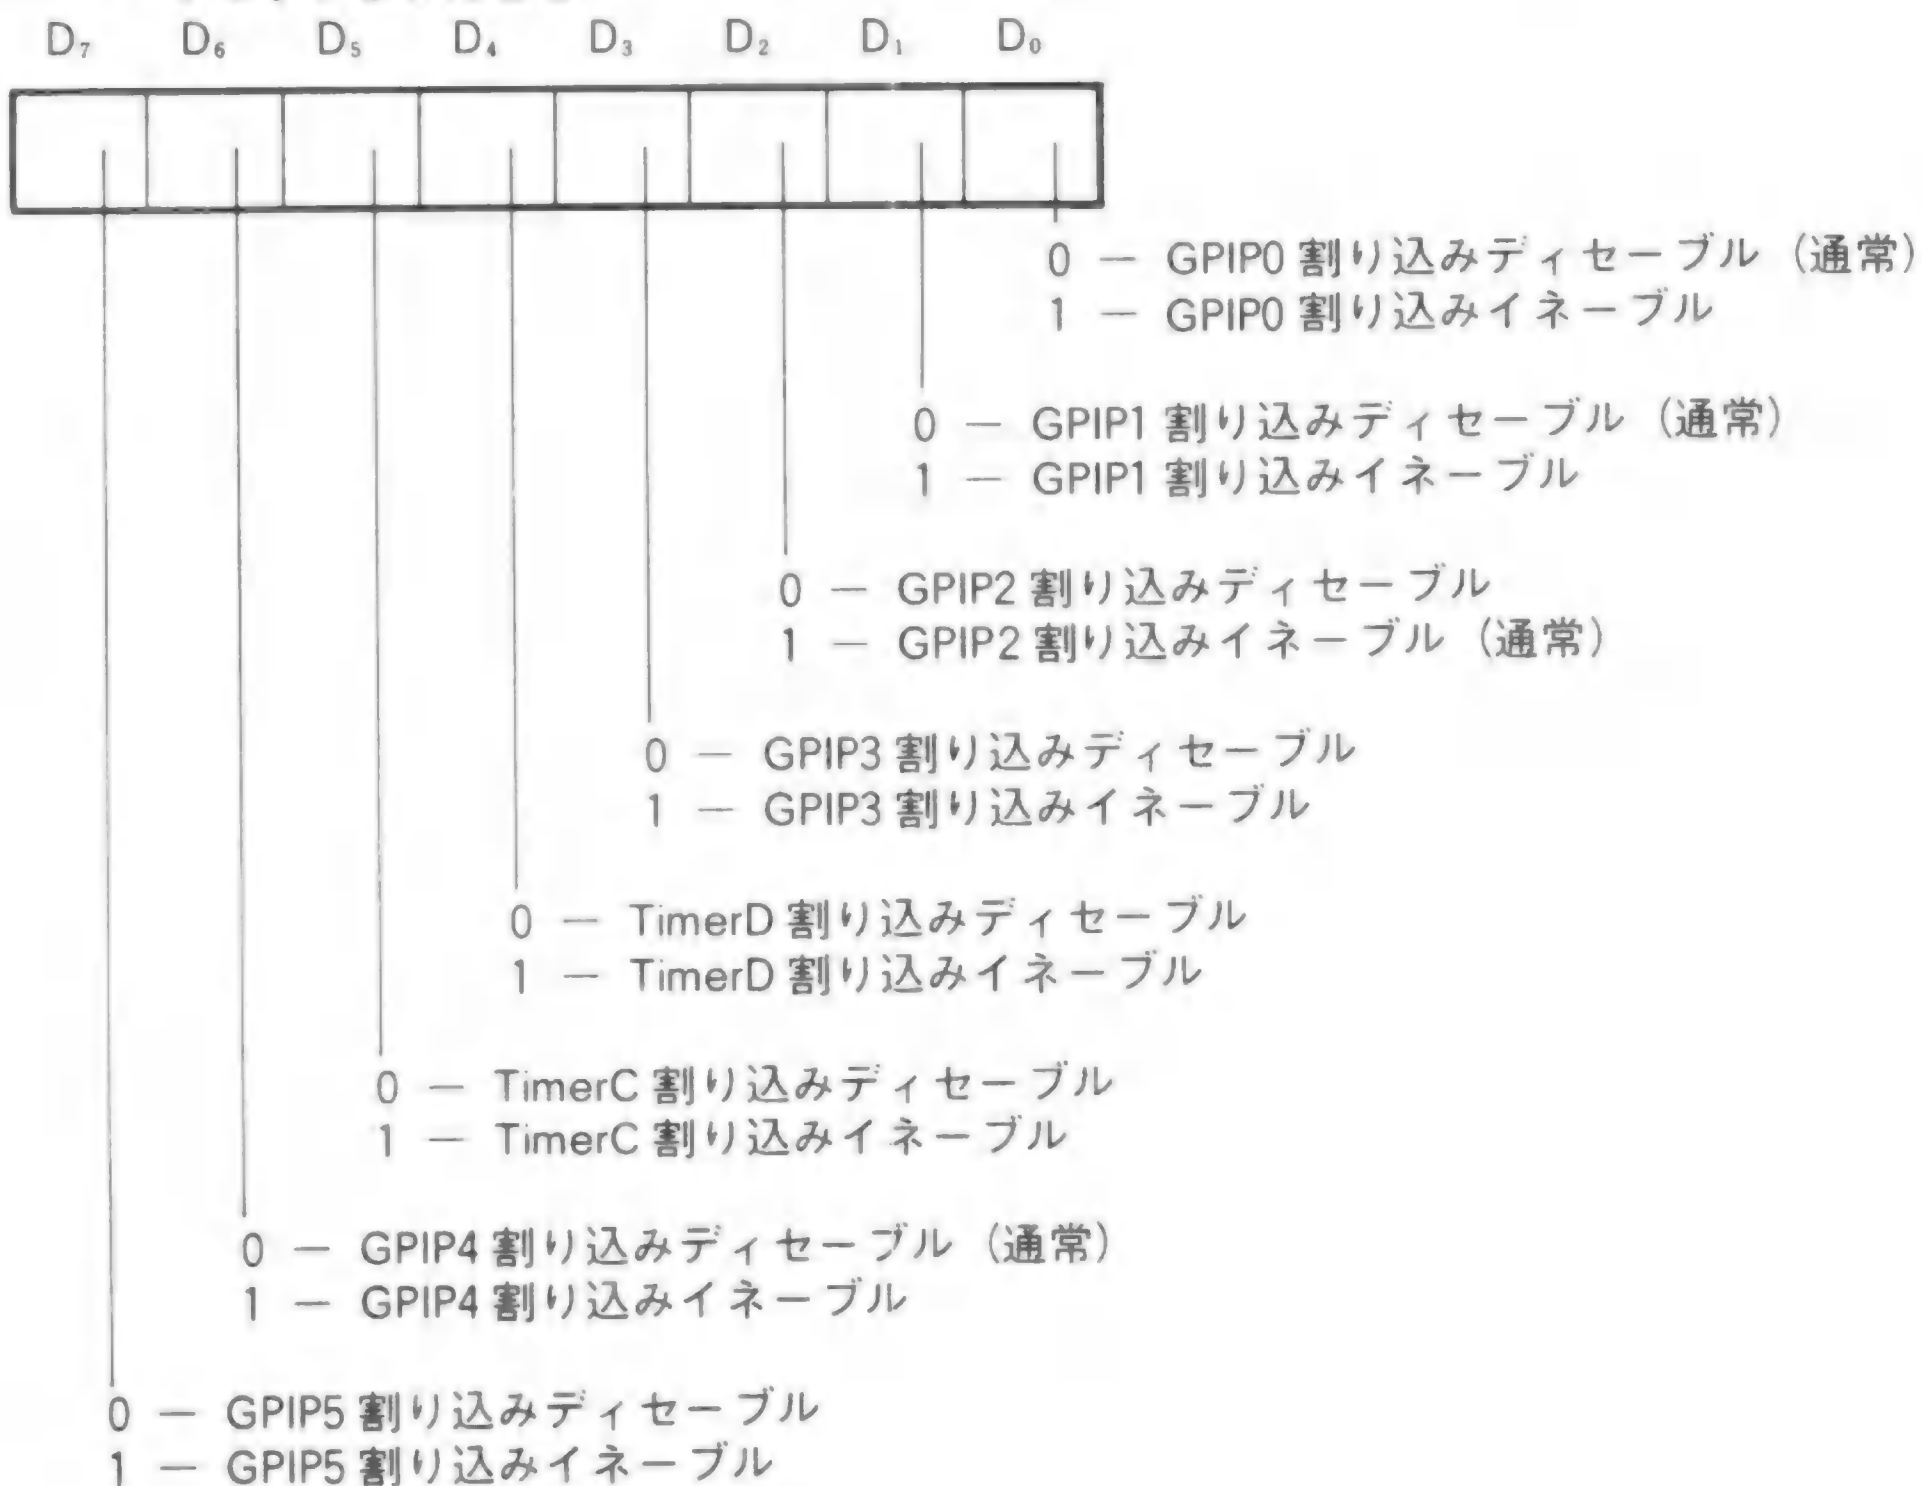 D₇ D₆ D₅ D₄ D₃ D₂ D₁ D₀
0 — GPIP0 割り込みディセーブル (通常)
1 — GPIP0 割り込みイネーブル
0 — GPIP1 割り込みディセーブル (通常)
1 — GPIP1 割り込みイネーブル
0 — GPIP2 割り込みディセーブル
1 — GPIP2 割り込みイネーブル (通常)
0 — GPIP3 割り込みディセーブル
1 — GPIP3 割り込みイネーブル
0 — TimerD 割り込みディセーブル
1 — TimerD 割り込みイネーブル
0 — TimerC 割り込みディセーブル
1 — TimerC 割り込みイネーブル
0 — GPIP4 割り込みディセーブル (通常)
1 — GPIP4 割り込みイネーブル
0 — GPIP5 割り込みディセーブル
1 — GPIP5 割り込みイネーブル